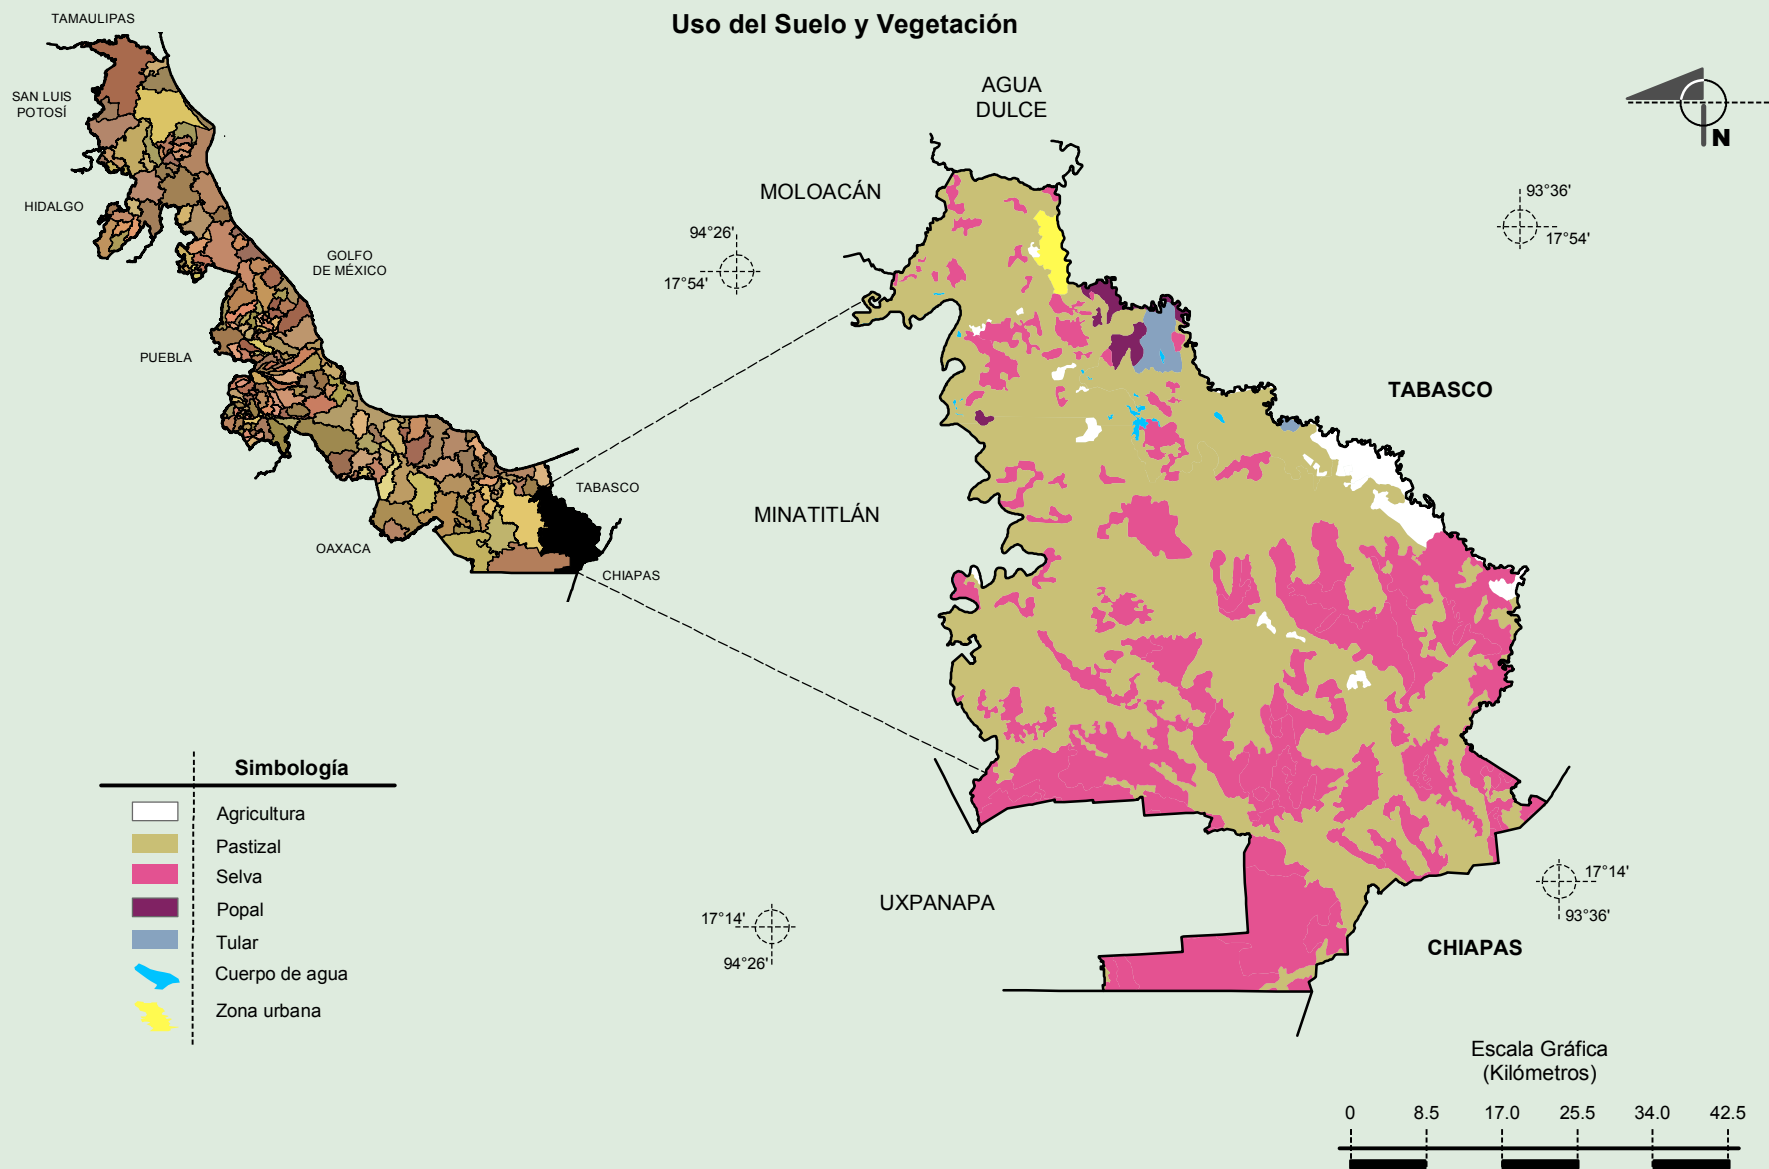 Uso del Suelo y Vegetación
TAMAULIPAS
SAN LUIS
POTOSÍ
HIDALGO
GOLFO
DE MÉXICO
PUEBLA
OAXACA
TABASCO
CHIAPAS
AGUA
DULCE
MOLOACÁN
94°26'
17°54'
N
93°36'
17°54'
TABASCO
MINATITLÁN
UXPANAPA
17°14'
94°26'
17°14'
93°36'
CHIAPAS
Simbología
Agricultura
Pastizal
Selva
Popal
Tular
Cuerpo de agua
Zona urbana
Escala Gráfica
(Kilómetros)
0 8.5 17.0 25.5 34.0 42.5